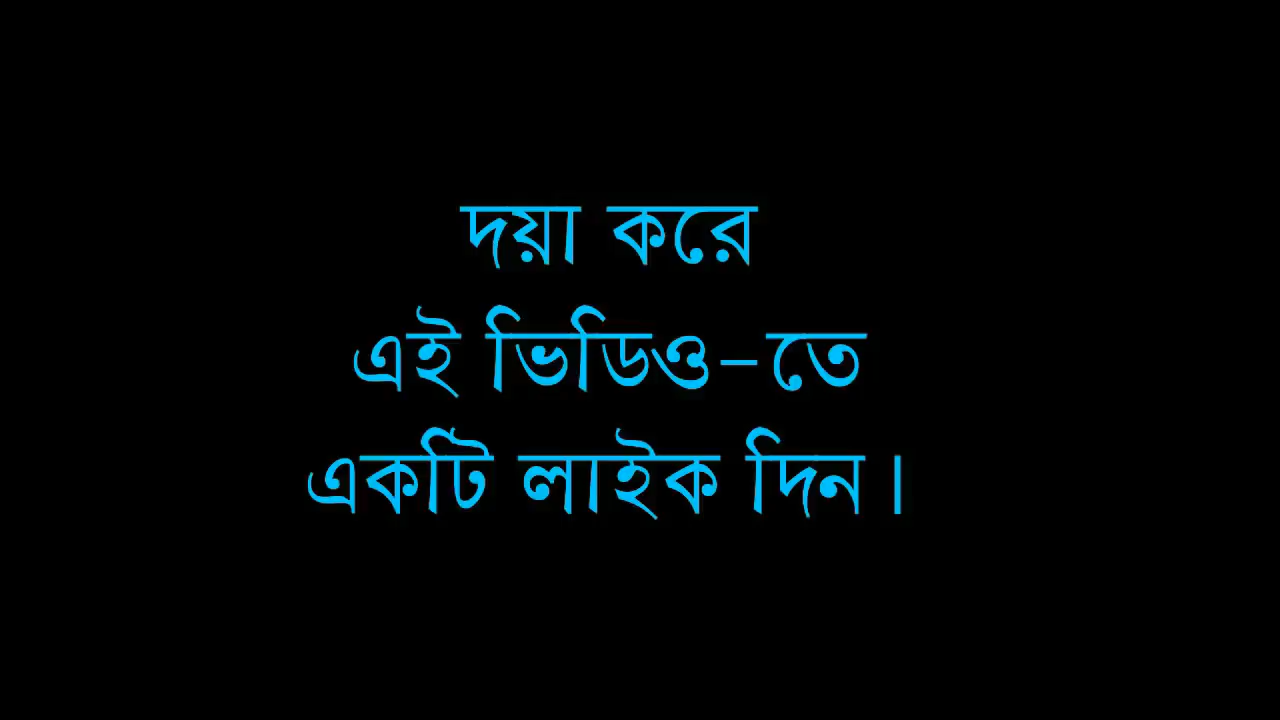 দয়া করে
এই ভিডিও-তে
একটি লাইক দিন।